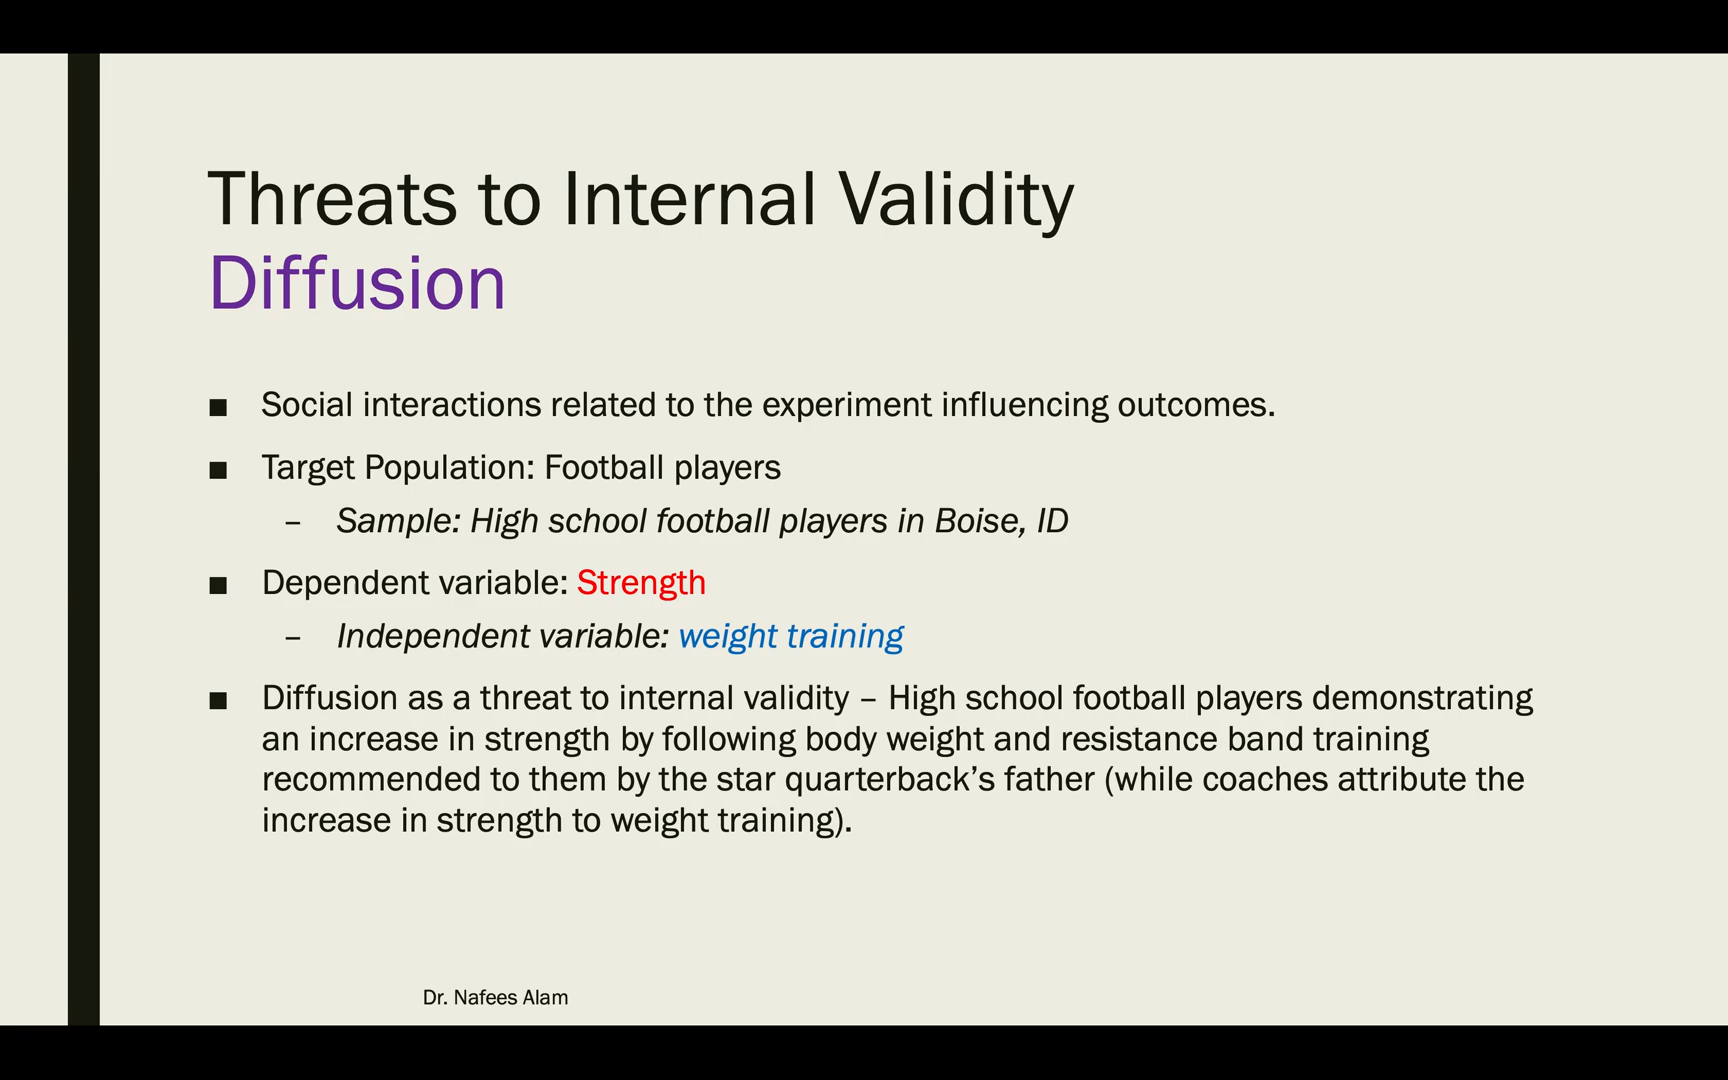 Threats to Internal Validity
Diffusion
■ Social interactions related to the experiment influencing outcomes.
■ Target Population: Football players
– Sample: High school football players in Boise, ID
■ Dependent variable: Strength
– Independent variable: weight training
■ Diffusion as a threat to internal validity – High school football players demonstrating
an increase in strength by following body weight and resistance band training
recommended to them by the star quarterback’s father (while coaches attribute the
increase in strength to weight training).
Dr. Nafees Alam